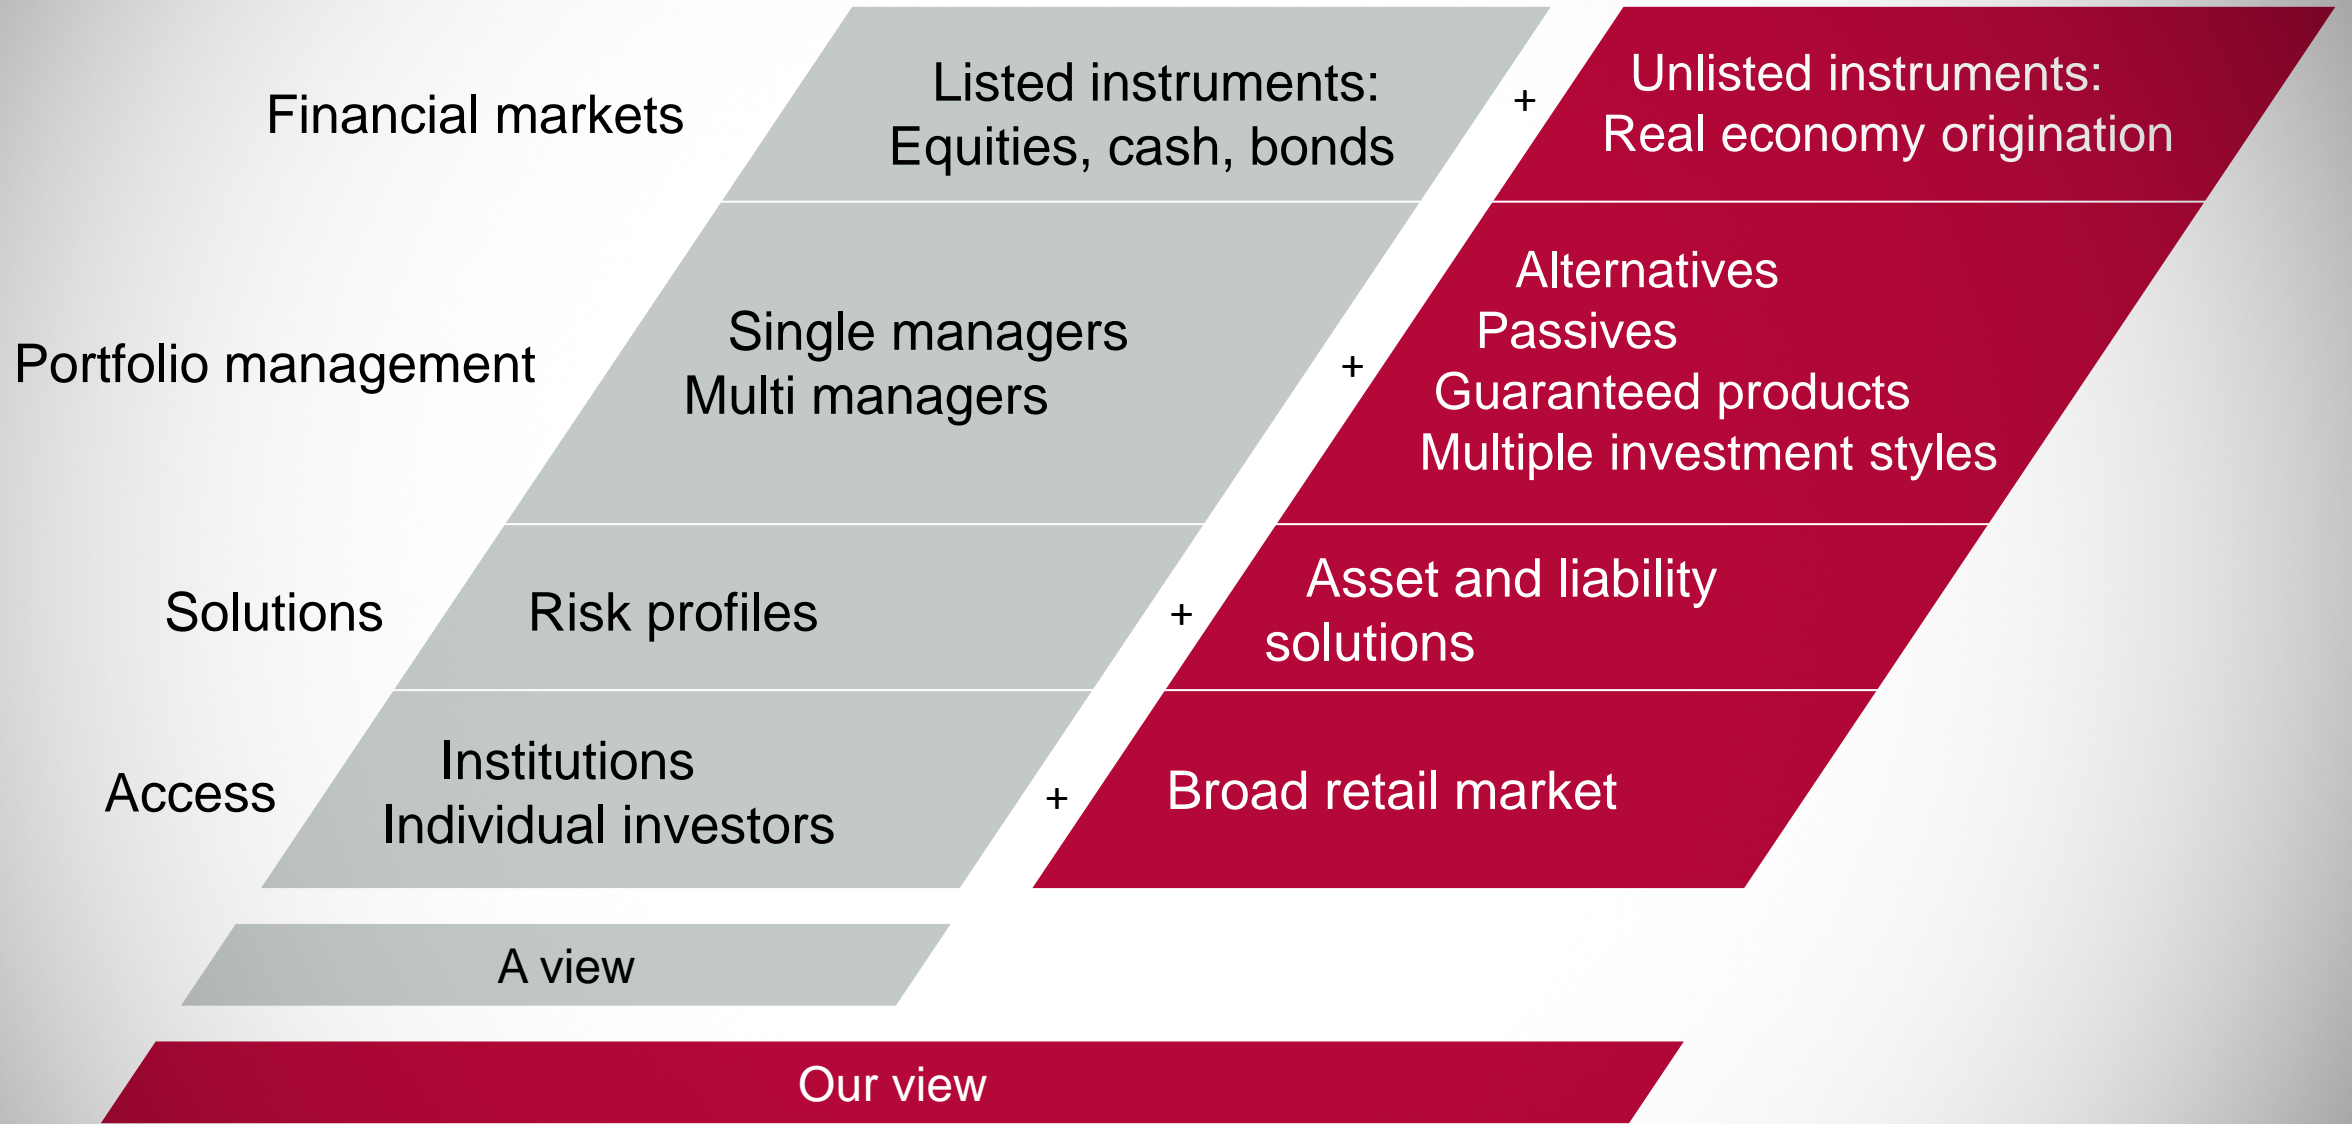 Financial markets
Listed instruments:
Equities, cash, bonds
+
Unlisted instruments:
Real economy origination
Portfolio management
Single managers
Multi managers
+
Alternatives
Passives
Guaranteed products
Multiple investment styles
Solutions
Risk profiles
+
Asset and liability
solutions
Access
Institutions
Individual investors
+
Broad retail market
A view
Our view